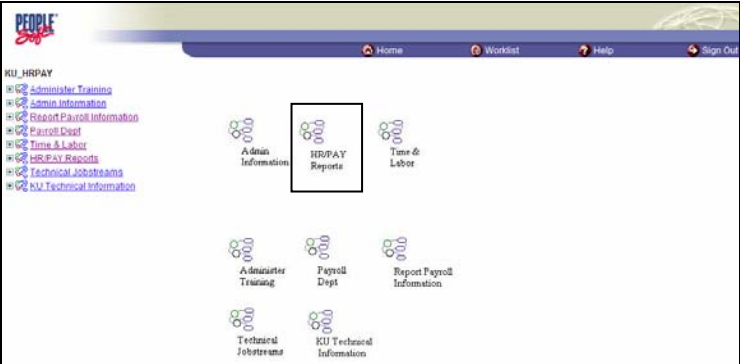 PEOPLE
Soft
Home Worklist Help Sign Out
KU_HRPAY
Administer Training
Admin Information
Report Payroll Information
Payroll Dept
Time & Labor
HR/PAY Reports
Technical Jobstreams
KU Technical Information
Admin
Information
HR/PAY
Reports
Time &
Labor
Administer
Training
Payroll
Dept
Report Payroll
Information
Technical
Jobstreams
KU Technical
Information